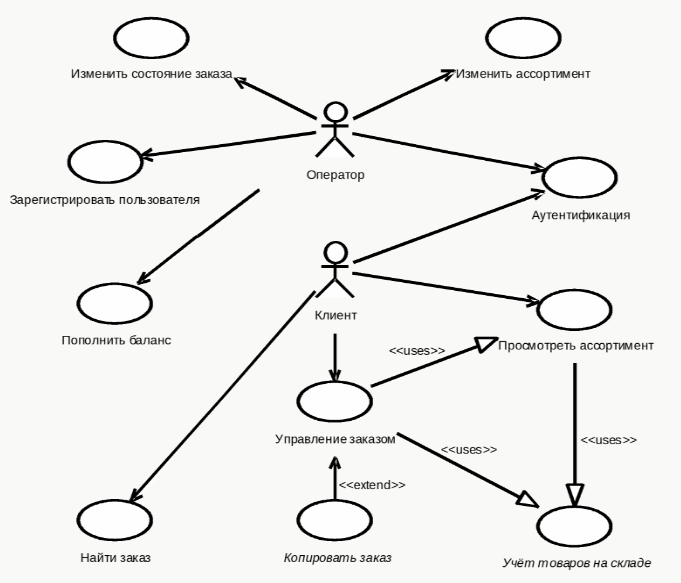 Изменить состояние заказа
Изменить ассортимент
Оператор
Зарегистрировать пользователя
Аутентификация
Клиент
Пополнить баланс
Просмотреть ассортимент
<<uses>>
Управление заказом
<<uses>>
<<uses>>
<<extend>>
Найти заказ
Копировать заказ
Учёт товаров на складе